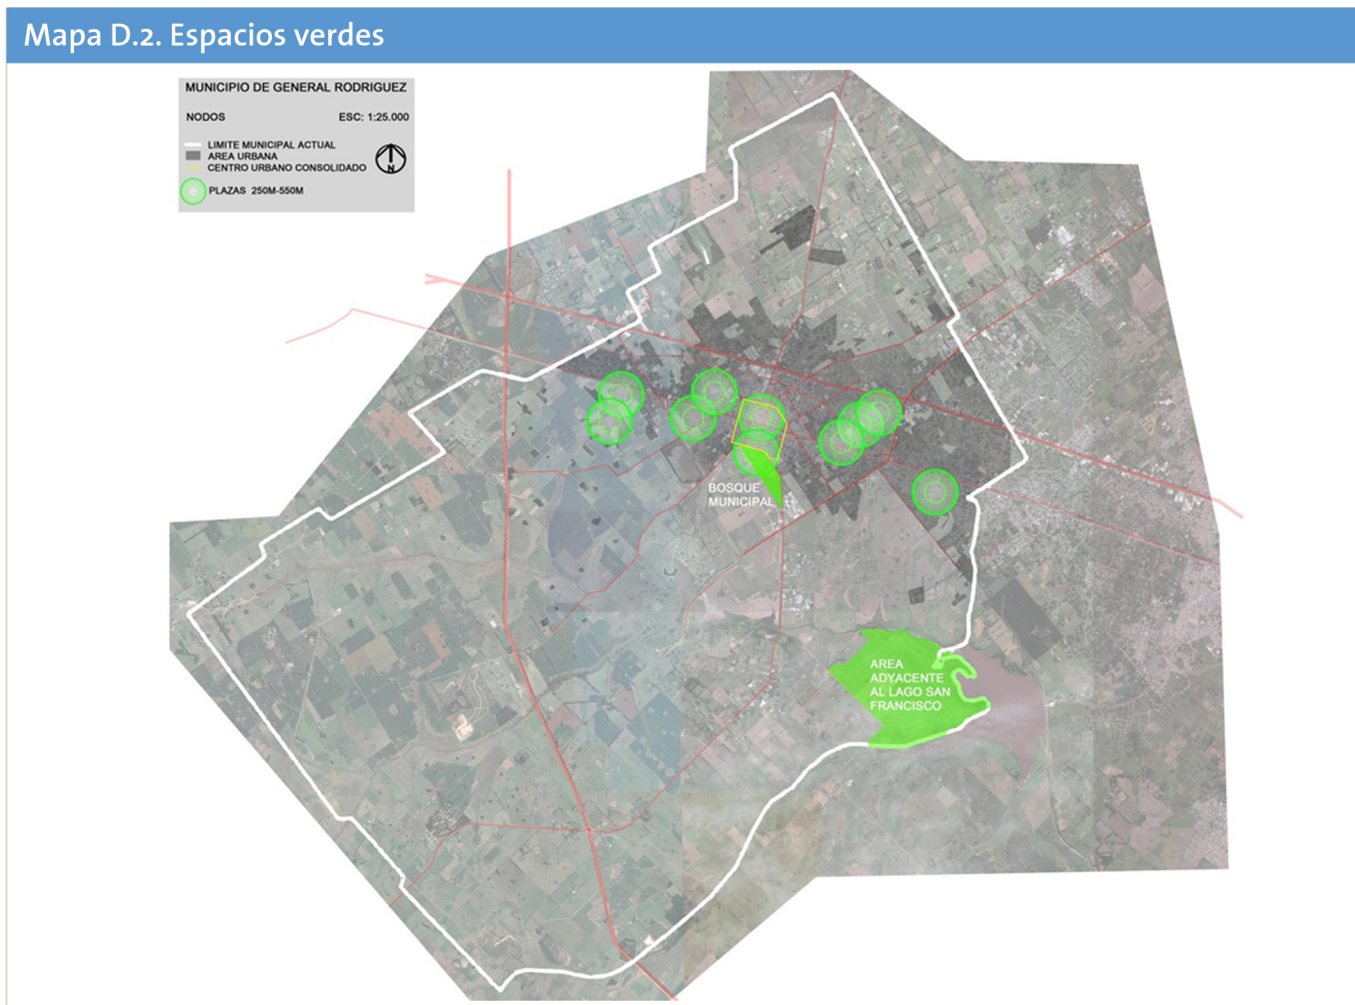 Mapa D.2. Espacios verdes
MUNICIPIO DE GENERAL RODRIGUEZ
NODOS ESC: 1:25.000
LIMITE MUNICIPAL ACTUAL
AREA URBANA
CENTRO URBANO CONSOLIDADO
N
PLAZAS 250M-550M
BOSQUE
MUNICIPAL
AREA
ADYACENTE
AL LAGO SAN
FRANCISCO